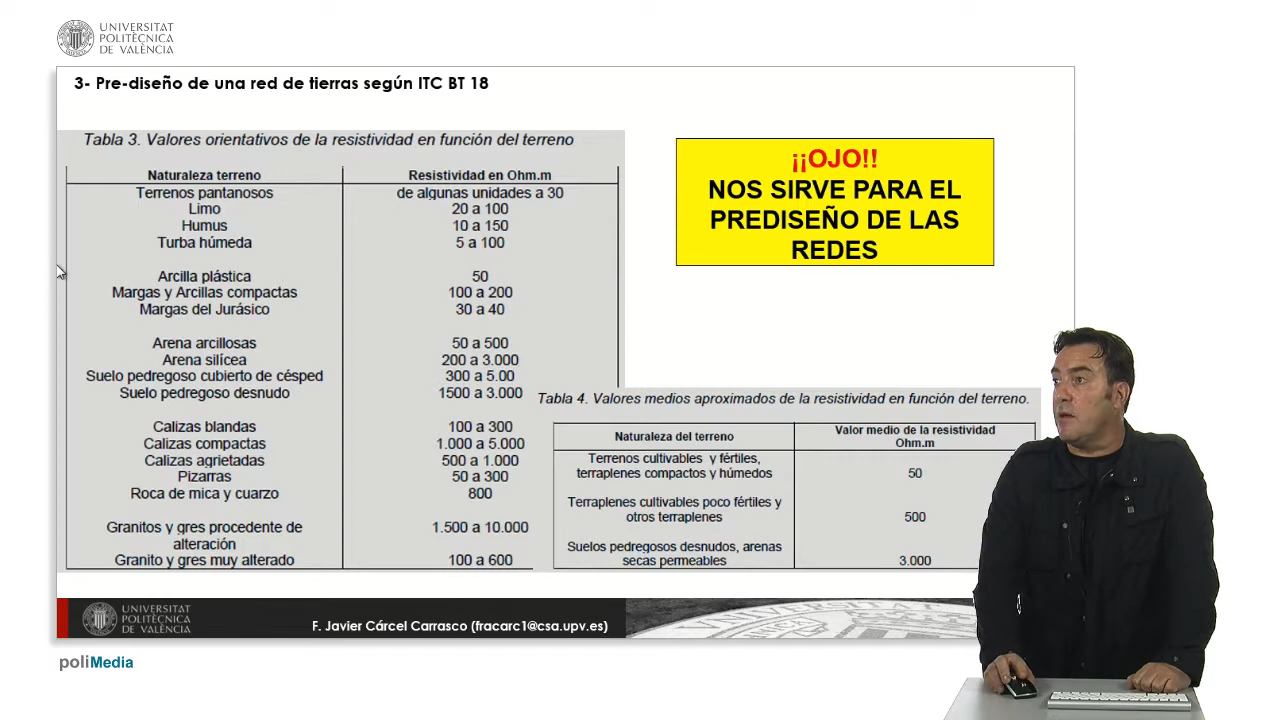 UNIVERSITAT
POLITÈCNICA
DE VALÈNCIA
3- Pre-diseño de una red de tierras según ITC BT 18
Tabla 3. Valores orientativos de la resistividad en función del terreno
Naturaleza terreno Resistividad en Ohm.m
Terrenos pantanosos de algunas unidades a 30
Limo 20 a 100
Humus 10 a 150
Turba húmeda 5 a 100
Arcilla plástica 50
Margas y Arcillas compactas 100 a 200
Margas del Jurásico 30 a 40
Arena arcillosas 50 a 500
Arena silícea 200 a 3.000
Suelo pedregoso cubierto de césped 300 a 5.00
Suelo pedregoso desnudo 1500 a 3.000
Calizas blandas 100 a 300
Calizas compactas 1.000 a 5.000
Calizas agrietadas 500 a 1.000
Pizarras 50 a 300
Roca de mica y cuarzo 800
Granitos y gres procedente de 1.500 a 10.000
alteración
Granito y gres muy alterado 100 a 600
¡¡OJO!!
NOS SIRVE PARA EL
PREDISEÑO DE LAS
REDES
Tabla 4. Valores medios aproximados de la resistividad en función del terreno.
Naturaleza del terreno Valor medio de la resistividad
Ohm.m
Terrenos cultivables y fértiles,
terraplenes compactos y húmedos 50
Terraplenes cultivables poco fértiles y
otros terraplenes 500
Suelos pedregosos desnudos, arenas
secas permeables 3.000
UNIVERSITAT
POLITÈCNICA
DE VALÈNCIA
F. Javier Cárcel Carrasco (fracarc1@csa.upv.es)
poliMedia